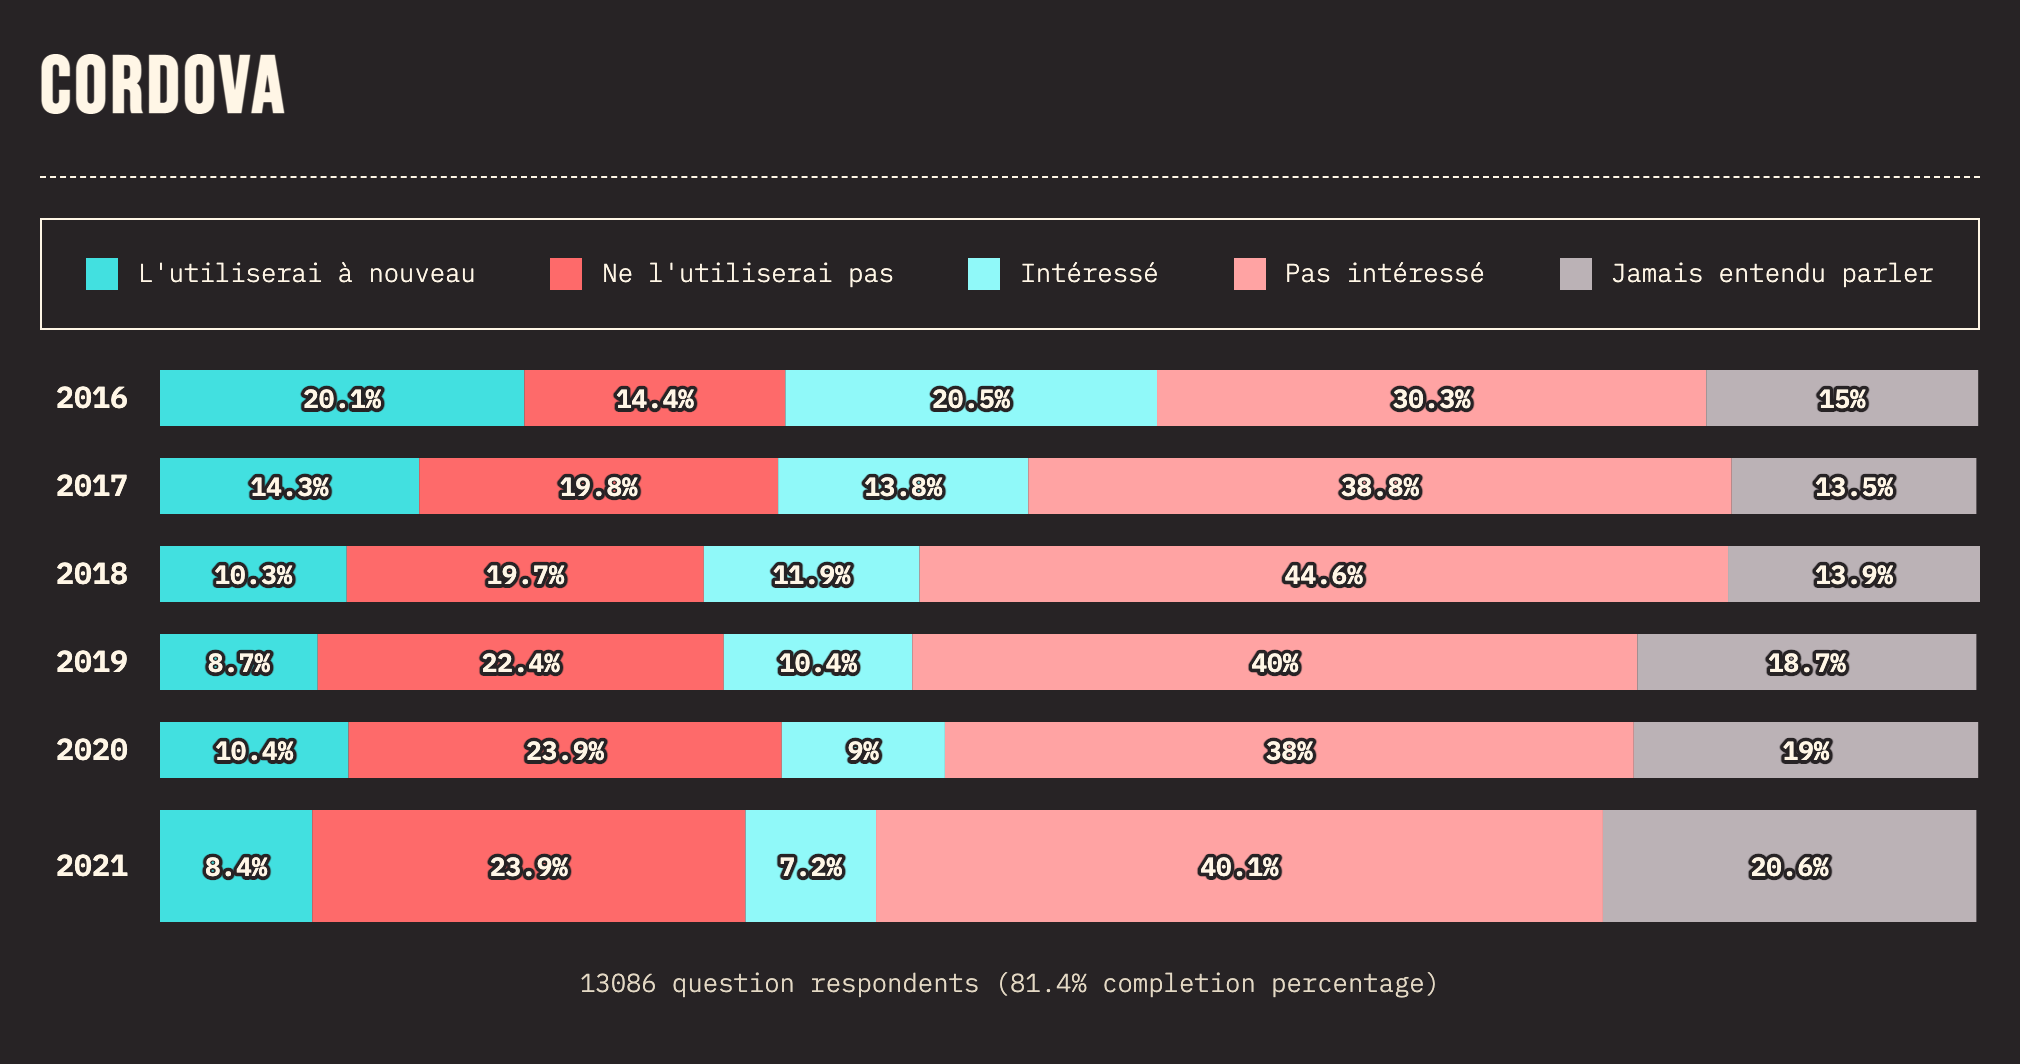 CORDOVA
L'utiliserai à nouveau Ne l'utiliserai pas Intéressé Pas intéressé Jamais entendu parler
2016 20.1% 14.4% 20.5% 30.3% 15%
2017 14.3% 19.8% 13.8% 38.8% 13.5%
2018 10.3% 19.7% 11.9% 44.6% 13.9%
2019 8.7% 22.4% 10.4% 40% 18.7%
2020 10.4% 23.9% 9% 38% 19%
2021 8.4% 23.9% 7.2% 40.1% 20.6%
13086 question respondents (81.4% completion percentage)